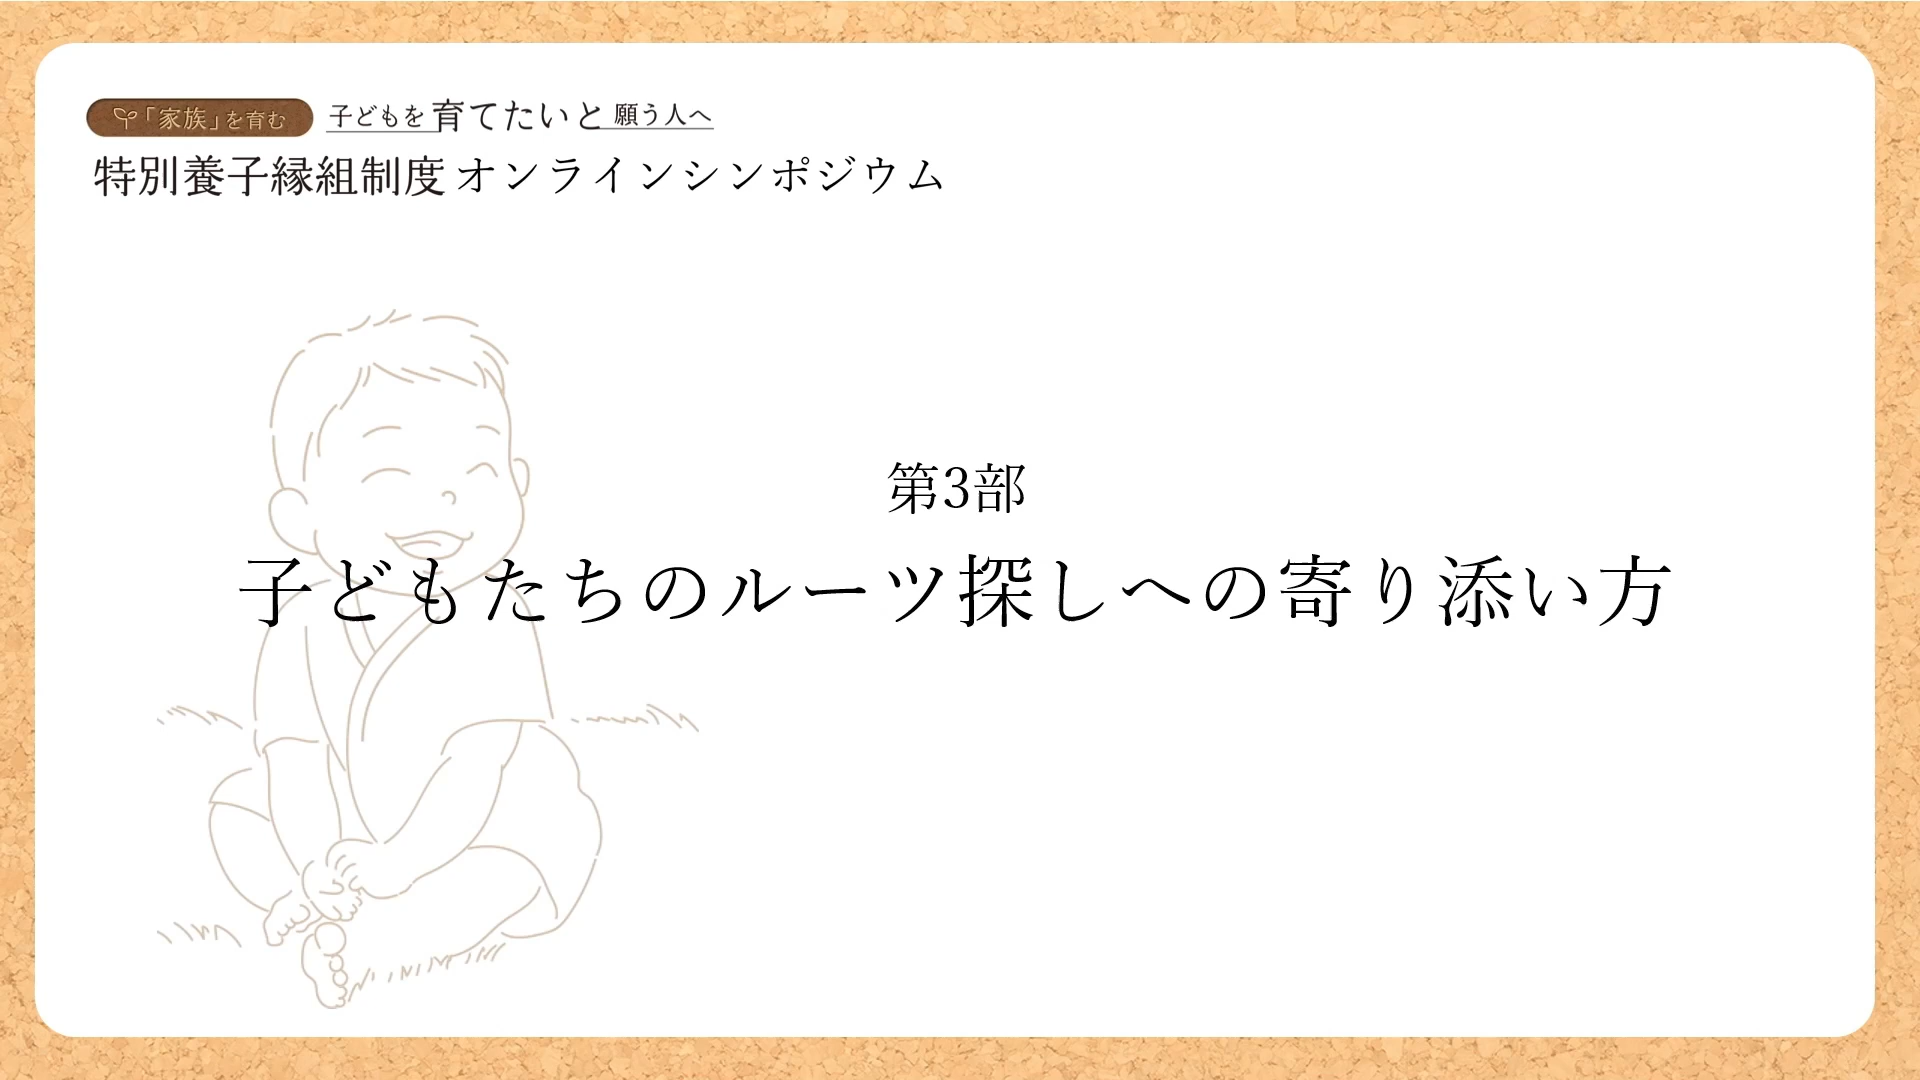 「家族」を育む 子どもを育てたいと願う人へ
特別養子縁組制度 オンラインシンポジウム
第3部
子どもたちのルーツ探しへの寄り添い方